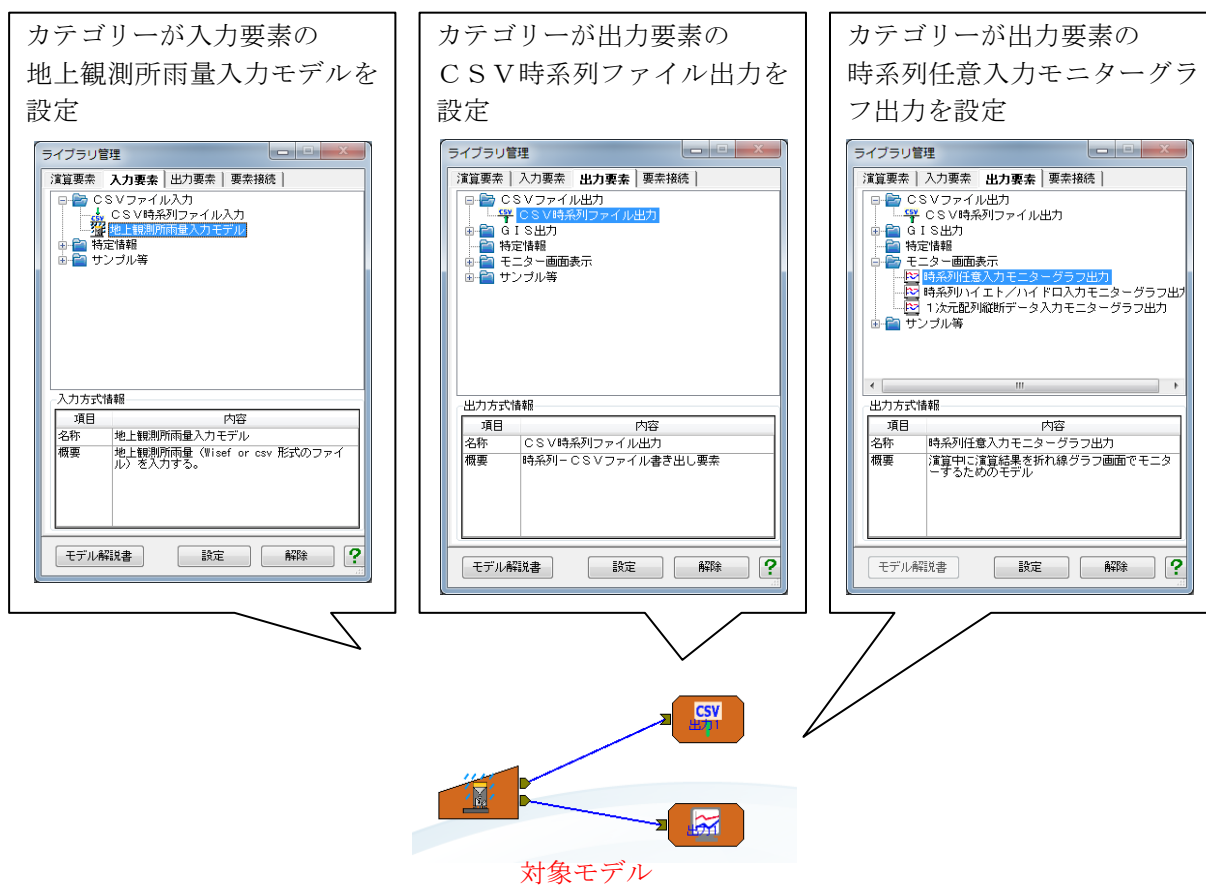 カテゴリーが入力要素の
地上観測所雨量入力モデルを
設定
ライブラリ管理
演算要素 入力要素 出力要素 要素接続
CSVファイル入力
CSV時系列ファイル入力
地上観測所雨量入力モデル
特定情報
サンプル等
入力方式情報
項目 内容
名称 地上観測所雨量入力モデル
概要 地上観測所雨量（Wisef or csv 形式のファイ
ル）を入力する。
モデル解説書 設定 解除 ?
カテゴリーが出力要素の
ＣＳＶ時系列ファイル出力を
設定
ライブラリ管理
演算要素 入力要素 出力要素 要素接続
ＣＳＶファイル出力
ＣＳＶ時系列ファイル出力
ＧＩＳ出力
特定情報
モニター画面表示
サンプル等
出力方式情報
項目 内容
名称 ＣＳＶ時系列ファイル出力
概要 時系列－ＣＳＶファイル書き出し要素
モデル解説書 設定 解除 ?
カテゴリーが出力要素の
時系列任意入力モニターグラ
フ出力を設定
ライブラリ管理
演算要素 入力要素 出力要素 要素接続
ＣＳＶファイル出力
ＣＳＶ時系列ファイル出力
ＧＩＳ出力
特定情報
モニター画面表示
時系列任意入力モニターグラフ出力
時系列ハイエト／ハイドロ入力モニターグラフ出力
１次元配列縦断データ入力モニターグラフ出力
サンプル等
出力方式情報
項目 内容
名称 時系列任意入力モニターグラフ出力
概要 演算中に演算結果を折れ線グラフ画面でモニタ
ーするためのモデル
モデル解説書 設定 解除 ?
CSV
出力1
対象モデル